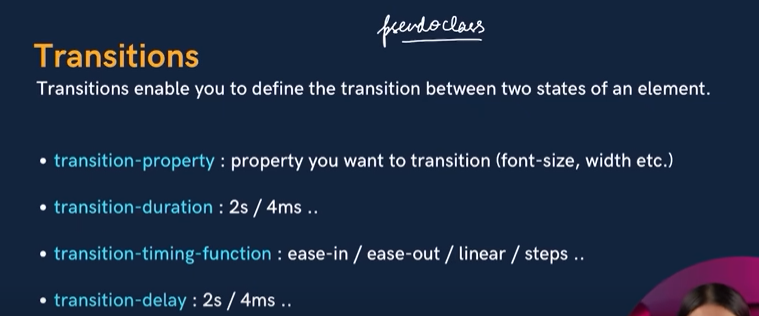 pseudoclass
Transitions
Transitions enable you to define the transition between two states of an element.
• transition-property : property you want to transition (font-size, width etc.)
• transition-duration : 2s / 4ms ..
• transition-timing-function : ease-in / ease-out / linear / steps ..
• transition-delay : 2s / 4ms ..